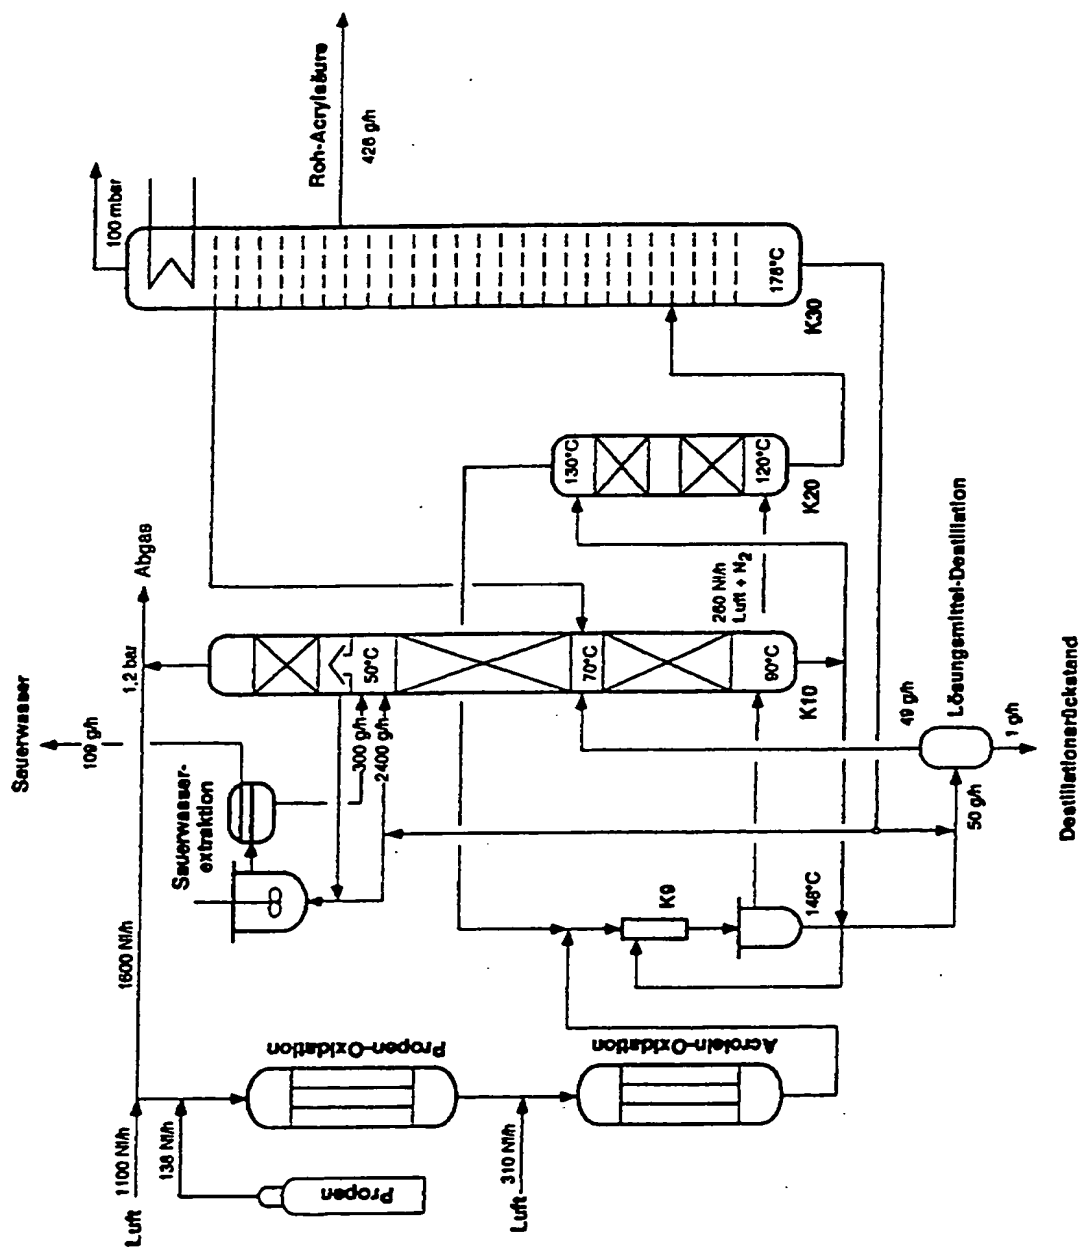 Sauerwasser
109 g/h
Abgas
1,2 bar
1600 Nl/h
Sauerwasser-
extraktion
300 g/h
2400 g/h
50°C
70°C
90°C
K10
100 mbar
Roh-Acrylsäure
426 g/h
178°C
K30
130°C
120°C
K20
260 Nl/h
Luft + N2
K9
148°C
49 g/h
Lösungsmittel-Destillation
50 g/h
1 g/h
Destillationsrückstand
1100 Nl/h
Luft
138 Nl/h
Propen
Propen-Oxidation
310 Nl/h
Luft
Acrolein-Oxidation